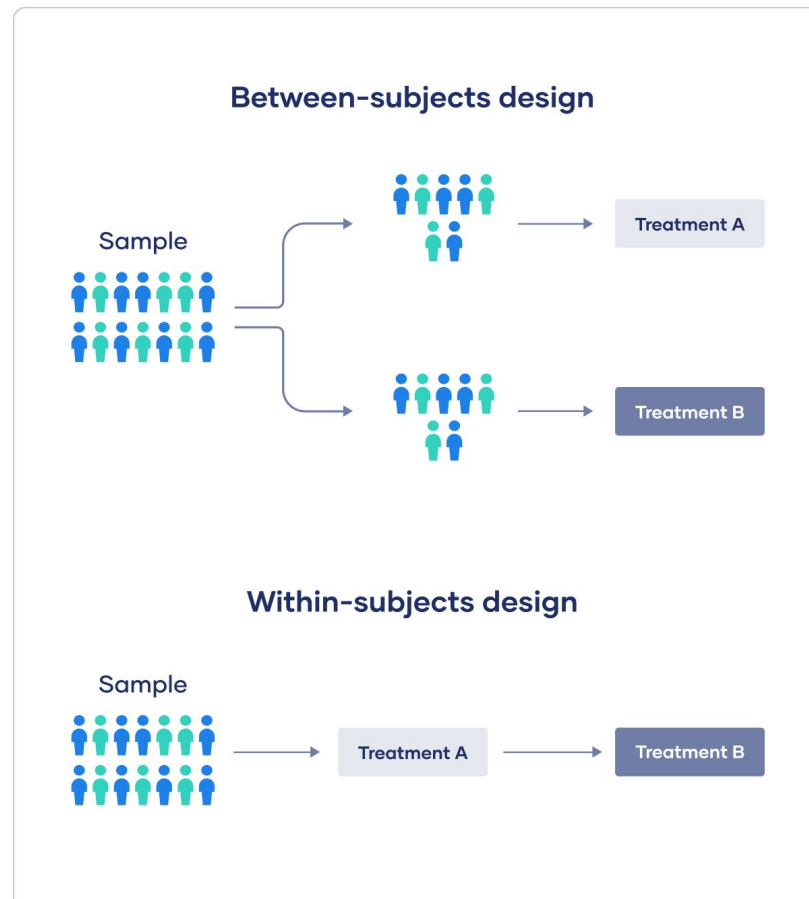 Between-subjects design
Sample
Treatment A
Treatment B
Within-subjects design
Sample
Treatment A
Treatment B